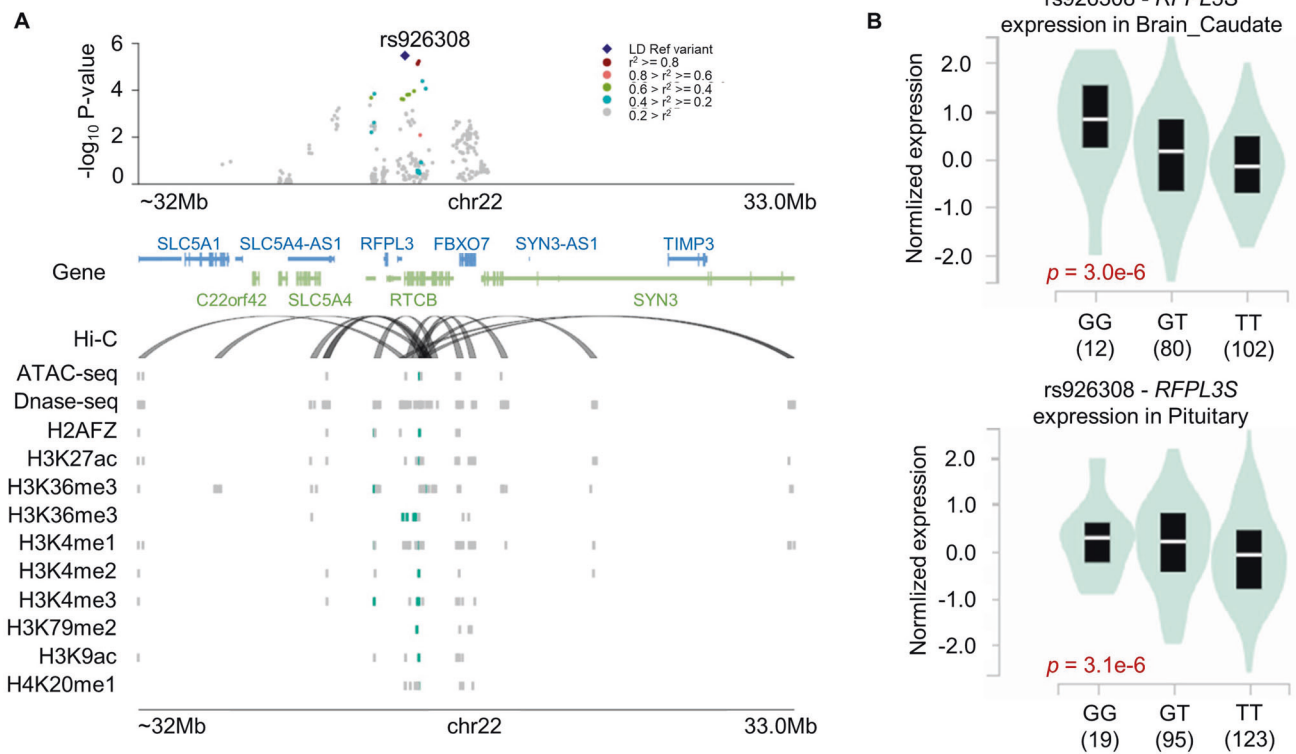 A
rs926308
-log10 P-value
6
4
2
0
LD Ref variant
r² >= 0.8
0.8 > r² >= 0.6
0.6 > r² >= 0.4
0.4 > r² >= 0.2
0.2 > r²
~32Mb chr22 33.0Mb
SLC5A1 SLC5A4-AS1 RFPL3 FBXO7 SYN3-AS1 TIMP3
Gene
C22orf42 SLC5A4 RTCB SYN3
Hi-C
ATAC-seq
Dnase-seq
H2AFZ
H3K27ac
H3K36me3
H3K36me3
H3K4me1
H3K4me2
H3K4me3
H3K79me2
H3K9ac
H4K20me1
~32Mb chr22 33.0Mb
B
rs926308 - RFPL3S
expression in Brain_Caudate
Normlized expression
2.0
1.0
0.0
-1.0
-2.0
p = 3.0e-6
GG GT TT
(12) (80) (102)
rs926308 - RFPL3S
expression in Pituitary
Normlized expression
2.0
1.0
0.0
-1.0
-2.0
p = 3.1e-6
GG GT TT
(19) (95) (123)